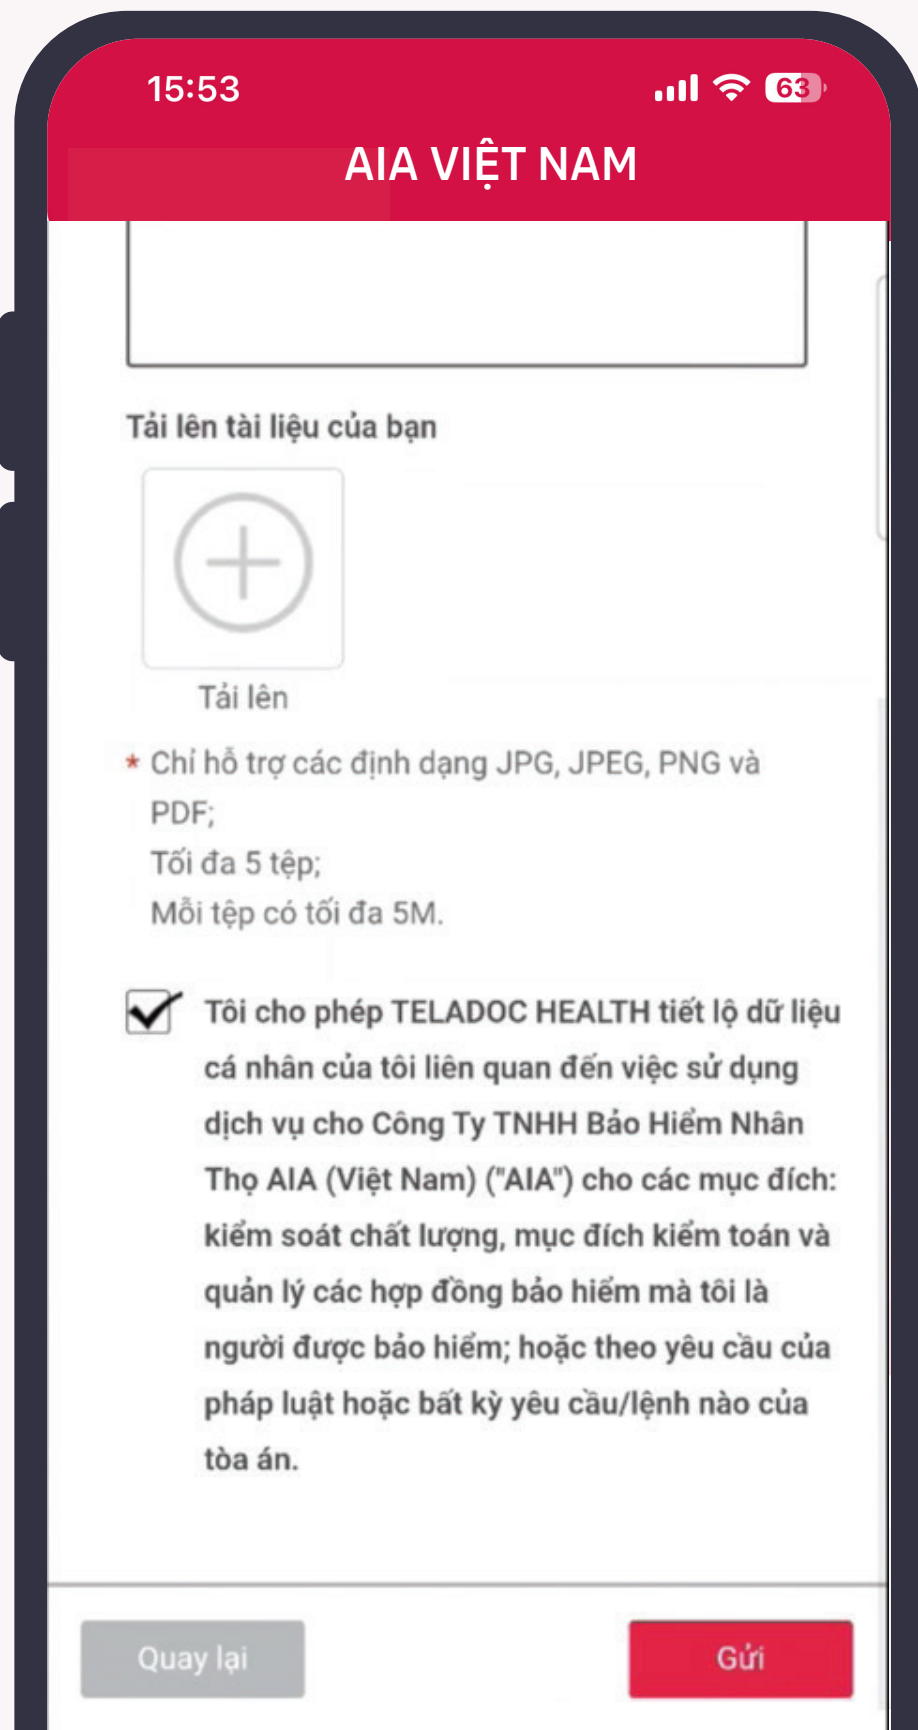 15:53
63
AIA VIỆT NAM
Tải lên tài liệu của bạn
Tải lên
* Chỉ hỗ trợ các định dạng JPG, JPEG, PNG và
PDF;
Tối đa 5 tệp;
Mỗi tệp có tối đa 5M.
Tôi cho phép TELADOC HEALTH tiết lộ dữ liệu
cá nhân của tôi liên quan đến việc sử dụng
dịch vụ cho Công Ty TNHH Bảo Hiểm Nhân
Thọ AIA (Việt Nam) ("AIA") cho các mục đích:
kiểm soát chất lượng, mục đích kiểm toán và
quản lý các hợp đồng bảo hiểm mà tôi là
người được bảo hiểm; hoặc theo yêu cầu của
pháp luật hoặc bất kỳ yêu cầu/lệnh nào của
tòa án.
Quay lại
Gửi